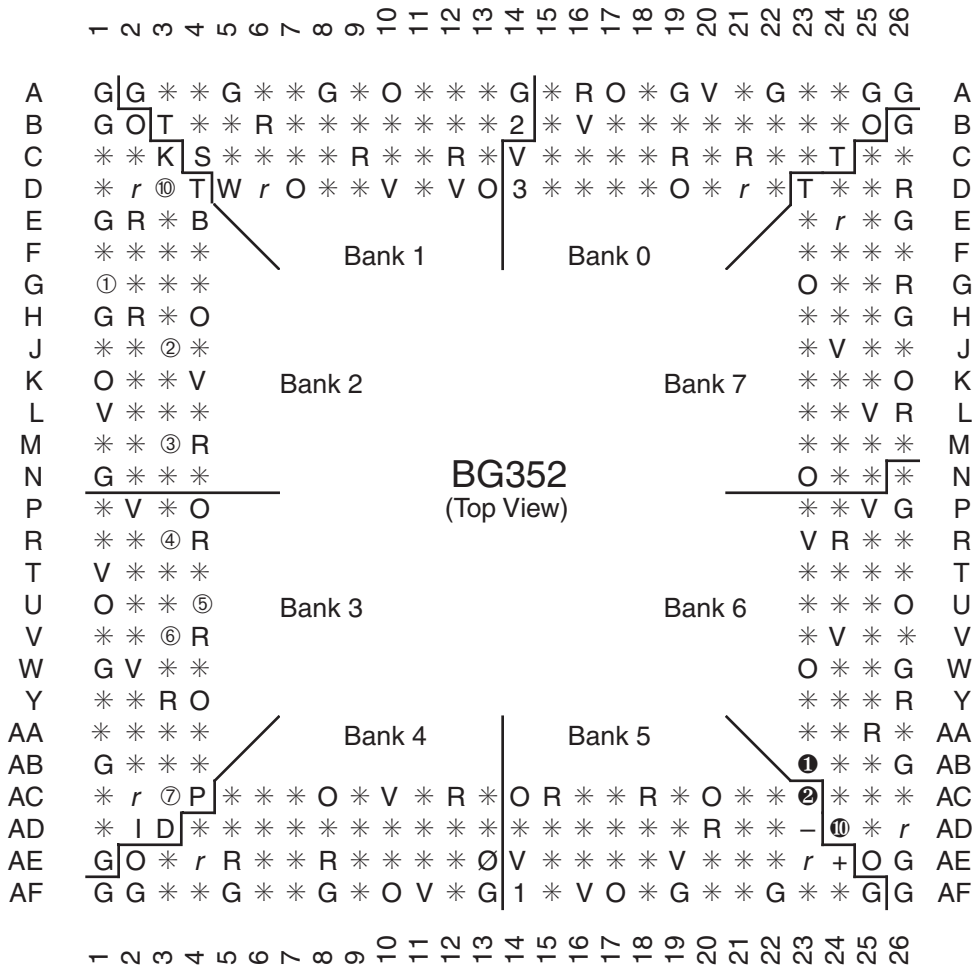 1 2 3 4 5 6 7 8 9 10 11 12 13 14 15 16 17 18 19 20 21 22 23 24 25 26
A G G ✳ ✳ G ✳ ✳ G ✳ O ✳ ✳ ✳ G ✳ R O ✳ G V ✳ G ✳ ✳ G G A
B G O T ✳ ✳ R ✳ ✳ ✳ ✳ ✳ ✳ ✳ 2 ✳ V ✳ ✳ ✳ ✳ ✳ ✳ ✳ ✳ O G B
C ✳ ✳ K S ✳ ✳ ✳ ✳ R ✳ ✳ R ✳ V ✳ ✳ ✳ ✳ R ✳ R ✳ ✳ T ✳ ✳ C
D ✳ r ⑩ T W r O ✳ ✳ V ✳ V O 3 ✳ ✳ ✳ ✳ O ✳ r ✳ T ✳ ✳ R D
E G R ✳ B ✳ r ✳ G E
F ✳ ✳ ✳ ✳ Bank 1 Bank 0 ✳ ✳ ✳ ✳ F
G ① ✳ ✳ ✳ O ✳ ✳ R G
H G R ✳ O ✳ ✳ ✳ G H
J ✳ ✳ ② ✳ ✳ V ✳ ✳ J
K O ✳ ✳ V Bank 2 Bank 7 ✳ ✳ ✳ O K
L V ✳ ✳ ✳ ✳ ✳ V R L
M ✳ ✳ ③ R ✳ ✳ ✳ ✳ M
N G ✳ ✳ ✳ BG352 O ✳ ✳ ✳ N
P ✳ V ✳ O (Top View) ✳ ✳ V G P
R ✳ ✳ ④ R V R ✳ ✳ R
T V ✳ ✳ ✳ ✳ ✳ ✳ ✳ T
U O ✳ ✳ ⑤ Bank 3 Bank 6 ✳ ✳ ✳ O U
V ✳ ✳ ⑥ R ✳ V ✳ ✳ V
W G V ✳ ✳ O ✳ ✳ G W
Y ✳ ✳ R O ✳ ✳ ✳ R Y
AA ✳ ✳ ✳ ✳ Bank 4 Bank 5 ✳ ✳ R ✳ AA
AB G ✳ ✳ ✳ ❶ ✳ ✳ G AB
AC ✳ r ⑦ P ✳ ✳ ✳ O ✳ V ✳ R ✳ O R ✳ ✳ R ✳ O ✳ ✳ ❷ ✳ ✳ ✳ AC
AD ✳ I D ✳ ✳ ✳ ✳ ✳ ✳ ✳ ✳ ✳ ✳ ✳ ✳ ✳ ✳ ✳ ✳ R ✳ ✳ – ❿ ✳ r AD
AE G O ✳ r R ✳ ✳ R ✳ ✳ ✳ ✳ Ø V ✳ ✳ ✳ ✳ V ✳ ✳ ✳ r + O G AE
AF G G ✳ ✳ G ✳ ✳ G ✳ O V ✳ G 1 ✳ V O ✳ G ✳ ✳ G ✳ ✳ G G AF
1 2 3 4 5 6 7 8 9 10 11 12 13 14 15 16 17 18 19 20 21 22 23 24 25 26